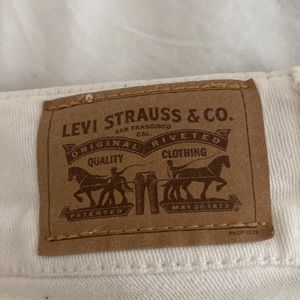 LEVI STRAUSS & CO.
SAN FRANCISCO
CAL.
ORIGINAL RIVETED
QUALITY CLOTHING
PATENTED MAY 20 1873